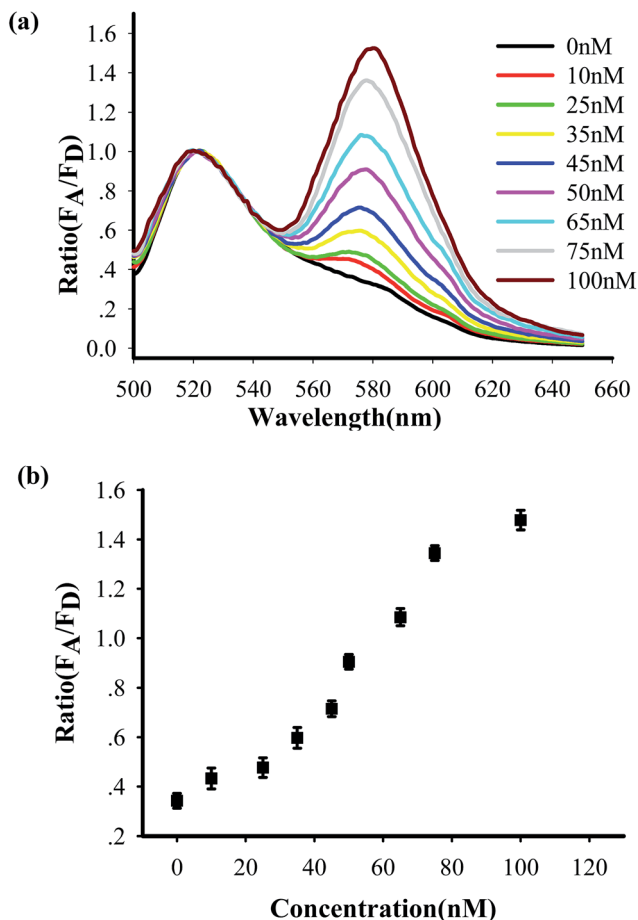 (a)
Ratio(FA/FD)
1.6
1.4
1.2
1.0
.8
.6
.4
.2
0.0
500 520 540 560 580 600 620 640 660
Wavelength(nm)
0nM
10nM
25nM
35nM
45nM
50nM
65nM
75nM
100nM
(b)
Ratio(FA/FD)
1.6
1.4
1.2
1.0
.8
.6
.4
.2
0 20 40 60 80 100 120
Concentration(nM)